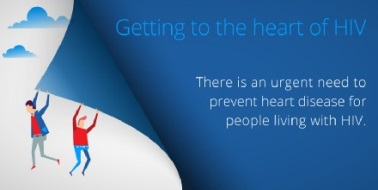 Getting to the heart of HIV
There is an urgent need to
prevent heart disease for
people living with HIV.